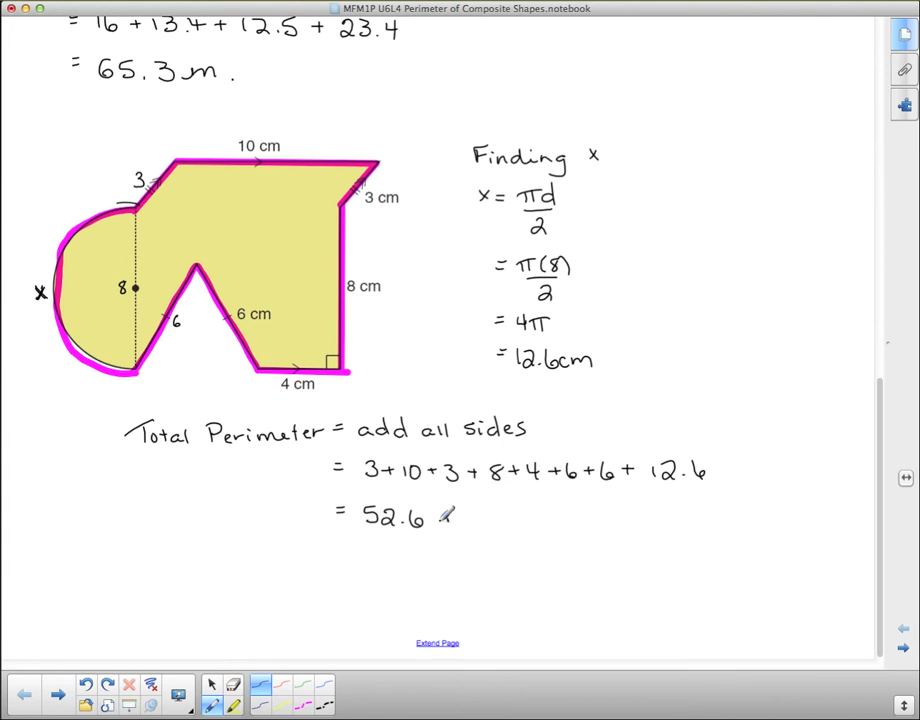 MFM1P U6L4 Perimeter of Composite Shapes.notebook
= 16 + 13.4 + 12.5 + 23.4
= 65.3 m.
10 cm
3
3 cm
x
8
8 cm
6
6 cm
4 cm
Finding x
x = πd
2
= π(8)
2
= 4π
= 12.6cm
Total Perimeter = add all sides
= 3+10+3+8+4+6+6+ 12.6
= 52.6
Extend Page